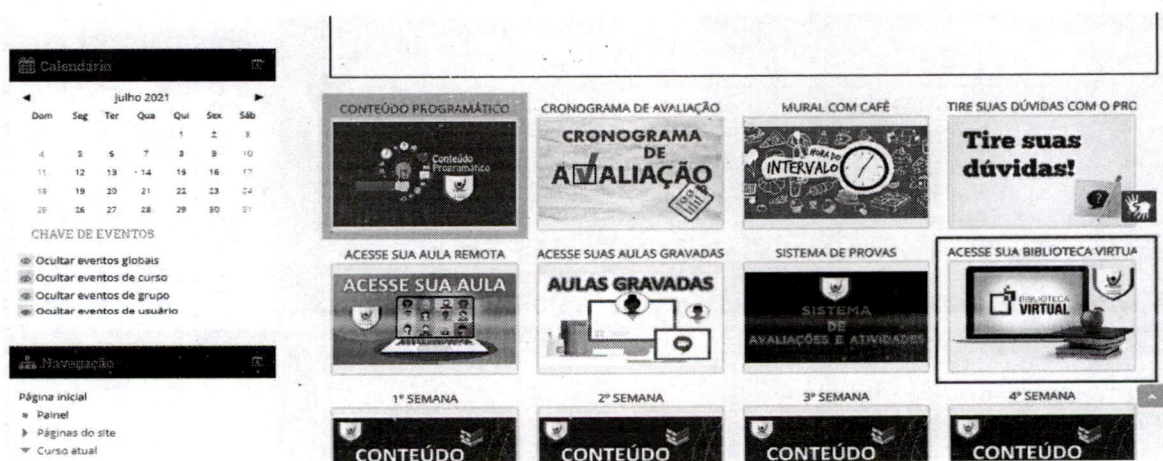 Calendário
◄ julho 2021 ►
Dom Seg Ter Qua Qui Sex Sáb
1 2 3
4 5 6 7 8 9 10
11 12 13 14 15 16 17
18 19 20 21 22 23 24
25 26 27 28 29 30 31
CHAVE DE EVENTOS
Ocultar eventos globais
Ocultar eventos de curso
Ocultar eventos de grupo
Ocultar eventos de usuário
Navegação
Página inicial
Painel
Páginas do site
Curso atual
CONTEÚDO PROGRAMÁTICO
Conteúdo
Programático
CRONOGRAMA DE AVALIAÇÃO
CRONOGRAMA
DE
AVALIAÇÃO
MURAL COM CAFÉ
HORA DO
INTERVALO
TIRE SUAS DÚVIDAS COM O PRO
Tire suas
dúvidas!
ACESSE SUA AULA REMOTA
ACESSE SUA AULA
ACESSE SUAS AULAS GRAVADAS
AULAS GRAVADAS
SISTEMA DE PROVAS
SISTEMA
DE
AVALIAÇÕES E ATIVIDADES
ACESSE SUA BIBLIOTECA VIRTUA
BIBLIOTECA
VIRTUAL
1º SEMANA
CONTEÚDO
2º SEMANA
CONTEÚDO
3º SEMANA
CONTEÚDO
4º SEMANA
CONTEÚDO